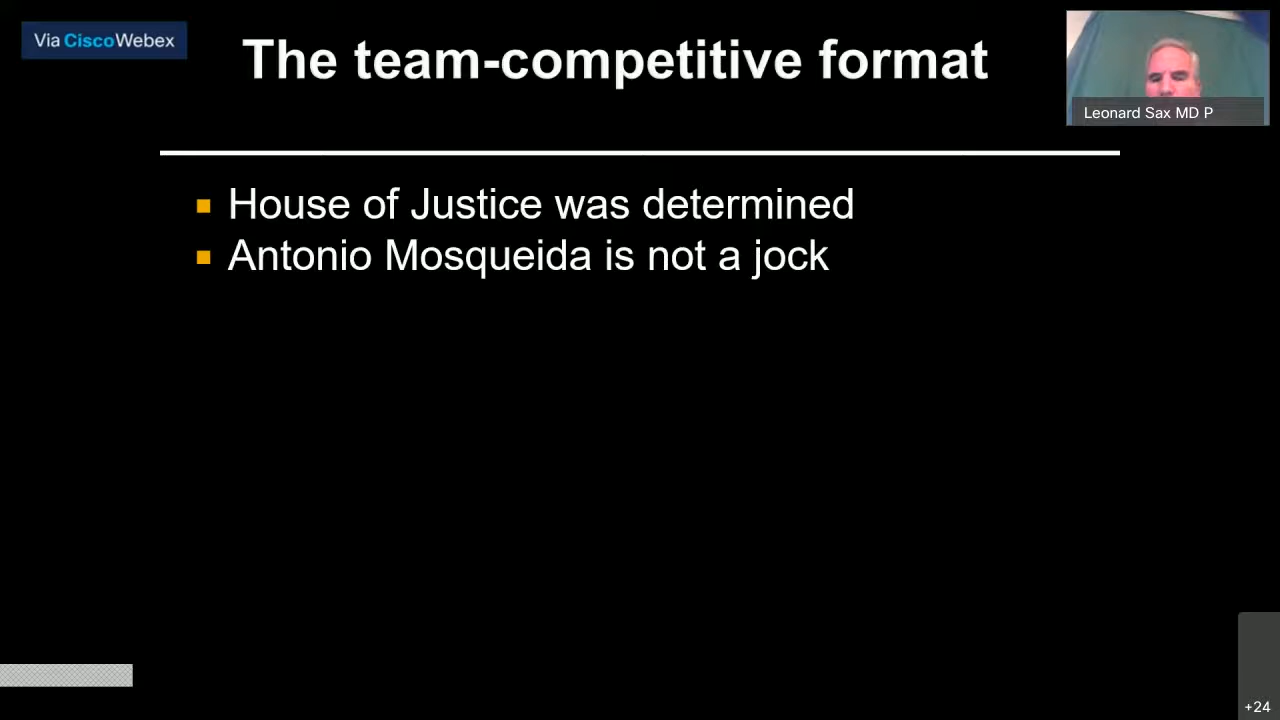 Via CiscoWebex
The team-competitive format
Leonard Sax MD P
House of Justice was determined
Antonio Mosqueida is not a jock
+24